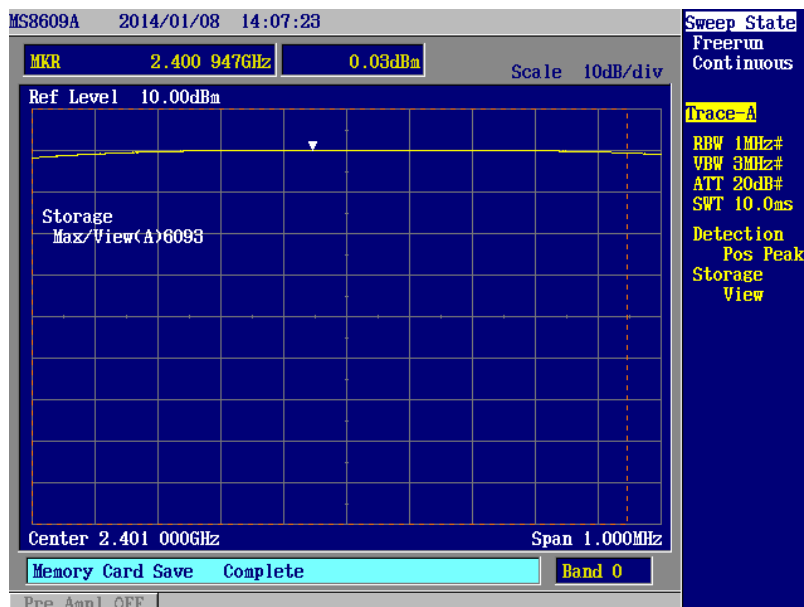 MS8609A 2014/01/08 14:07:23
MKR 2.400 947GHz 0.03dBm
Scale 10dB/div
Ref Level 10.00dBm
Storage
Max/View(A)6093
Center 2.401 000GHz Span 1.000MHz
Memory Card Save Complete
Band 0
Pre Ampl OFF
Sweep State
Freerun
Continuous
Trace-A
RBW 1MHz#
VBW 3MHz#
ATT 20dB#
SWT 10.0ms
Detection
Pos Peak
Storage
View